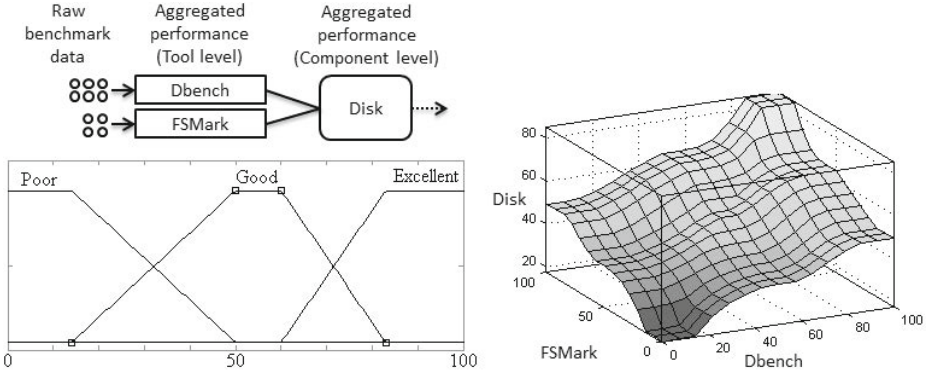 Raw
benchmark
data
Aggregated
performance
(Tool level)
Aggregated
performance
(Component level)
Dbench
FSMark
Disk
Poor
Good
Excellent
0
50
100
Disk
80
60
40
20
100
50
0
FSMark
0
20
40
60
80
100
Dbench